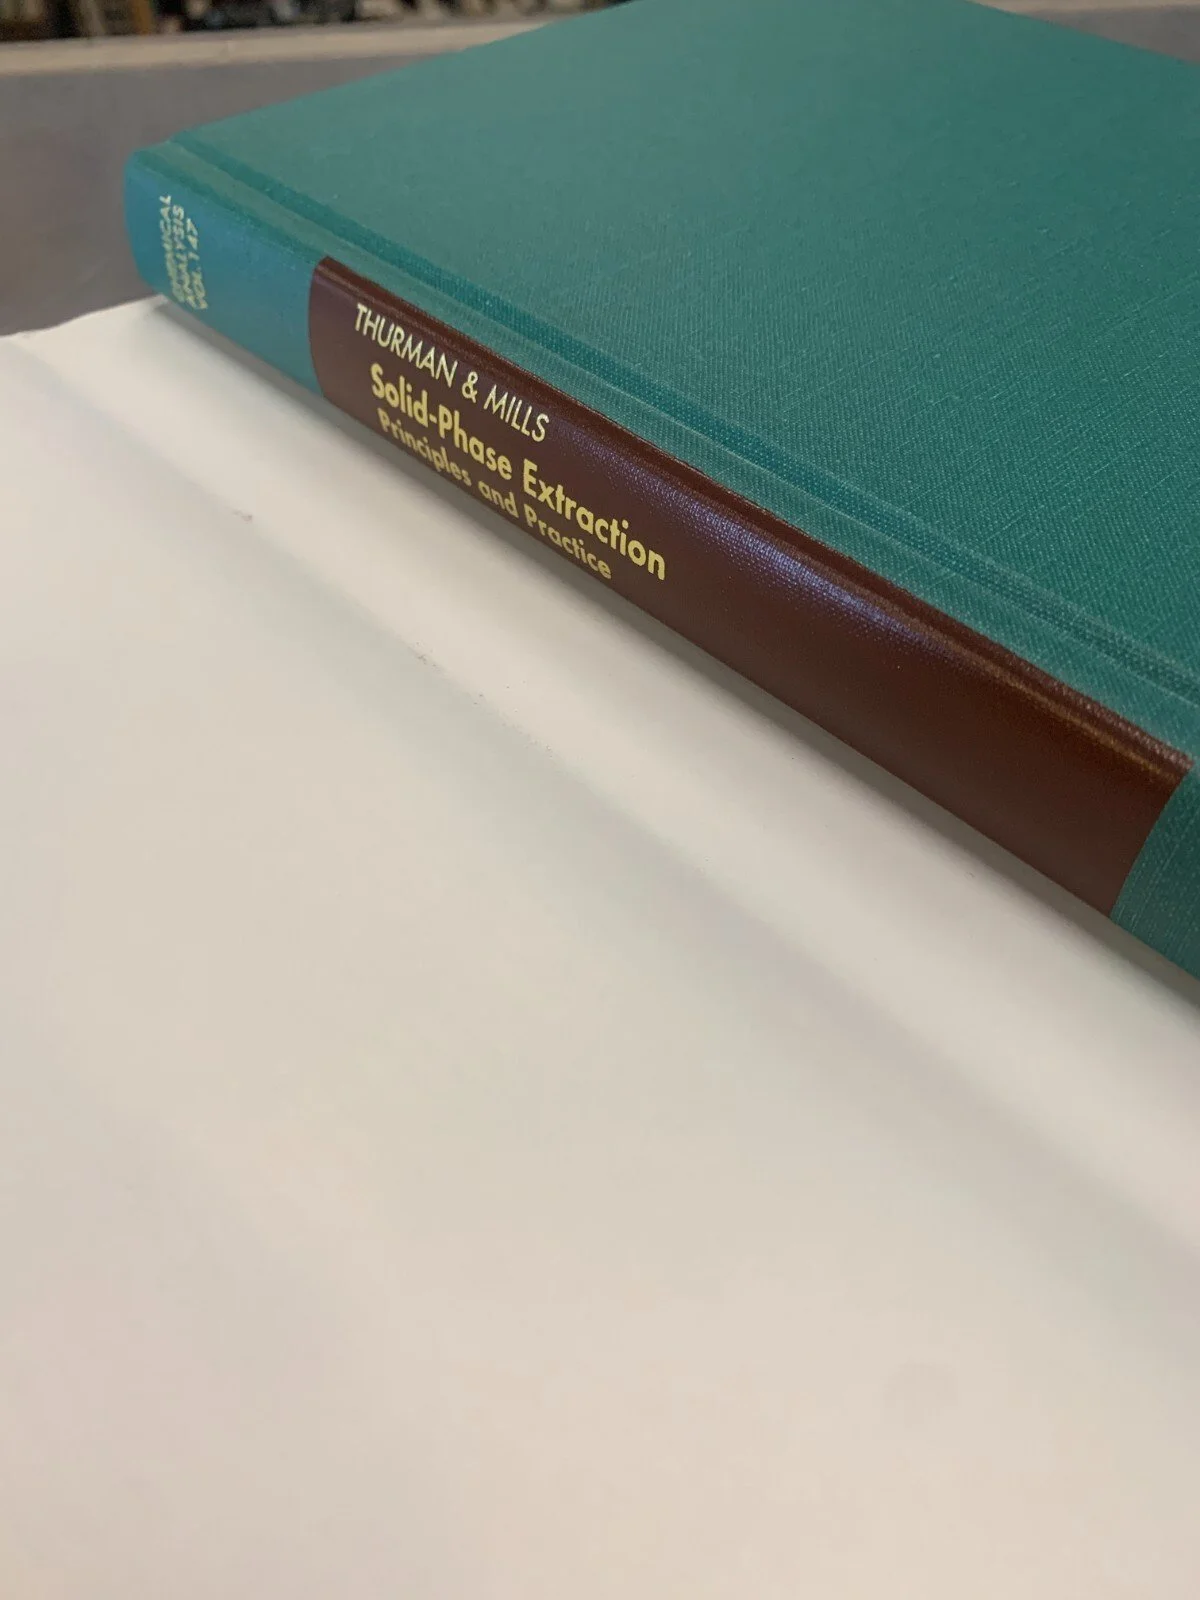 CHEMICAL
ANALYSIS
VOL. 147
THURMAN & MILLS
Solid-Phase Extraction
Principles and Practice